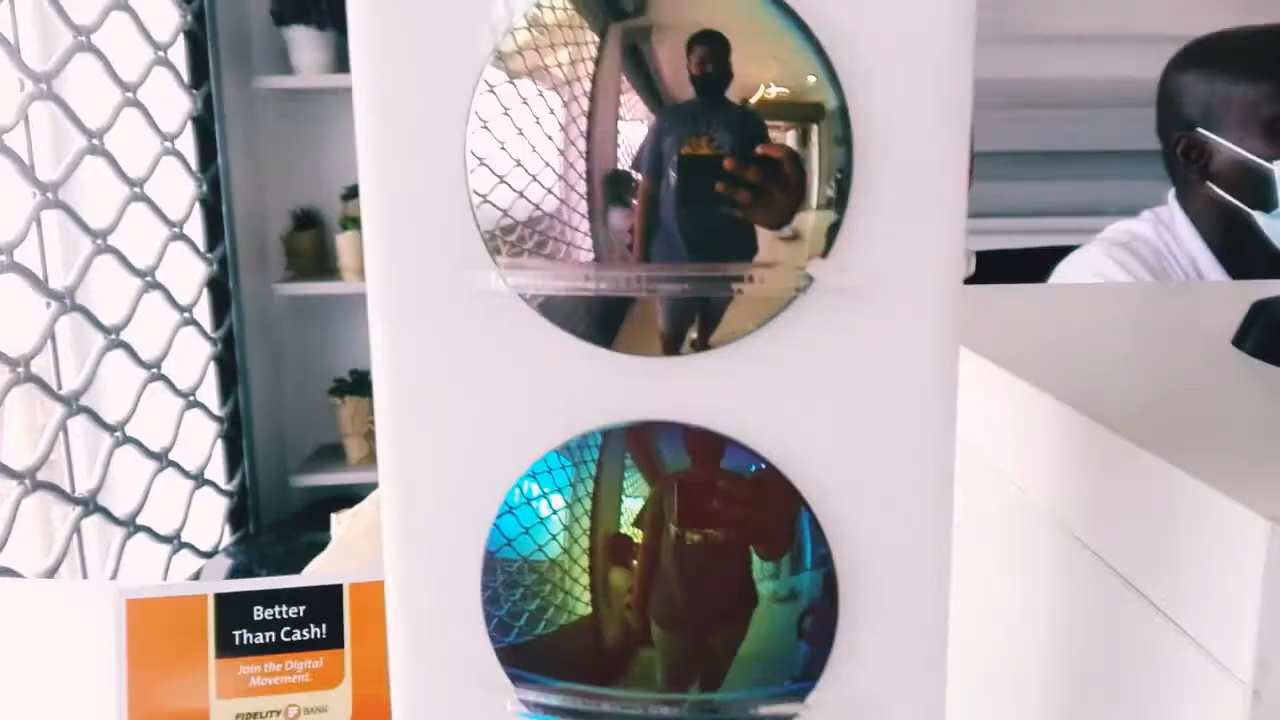 Better
Than Cash!
Join the Digital
Movement.
FIDELITY BANK